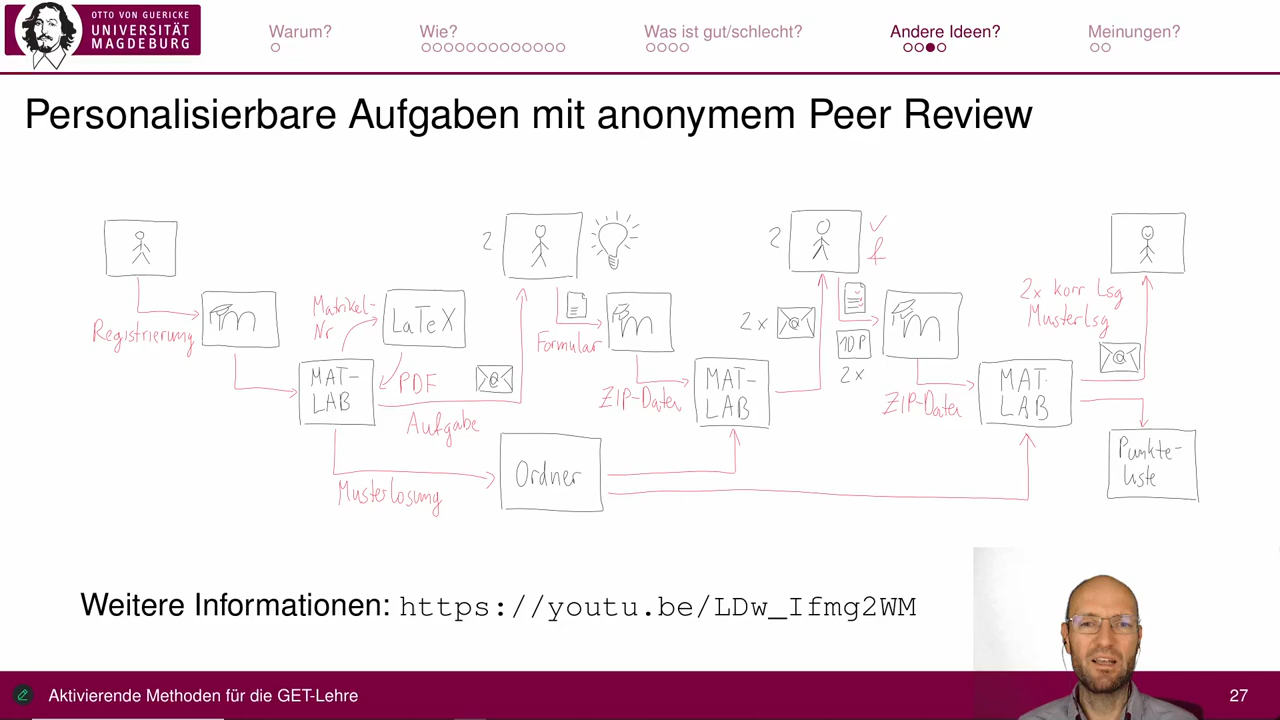 OTTO VON GUERICKE
UNIVERSITÄT
MAGDEBURG
Warum?
Wie?
Was ist gut/schlecht?
Andere Ideen?
Meinungen?
Personalisierbare Aufgaben mit anonymem Peer Review
Registrierung
m
MAT-
LAB
Matrikel-
Nr
LaTeX
PDF
@
Aufgabe
Musterlösung
Ordner
2
Formular
m
ZIP-Datei
MAT-
LAB
2x
@
2
10P
2x
m
ZIP-Datei
MAT-
LAB
2x korr Lsg
Musterlsg
@
Punkte-
liste
Weitere Informationen: https://youtu.be/LDw_Ifmg2WM
Aktivierende Methoden für die GET-Lehre
27